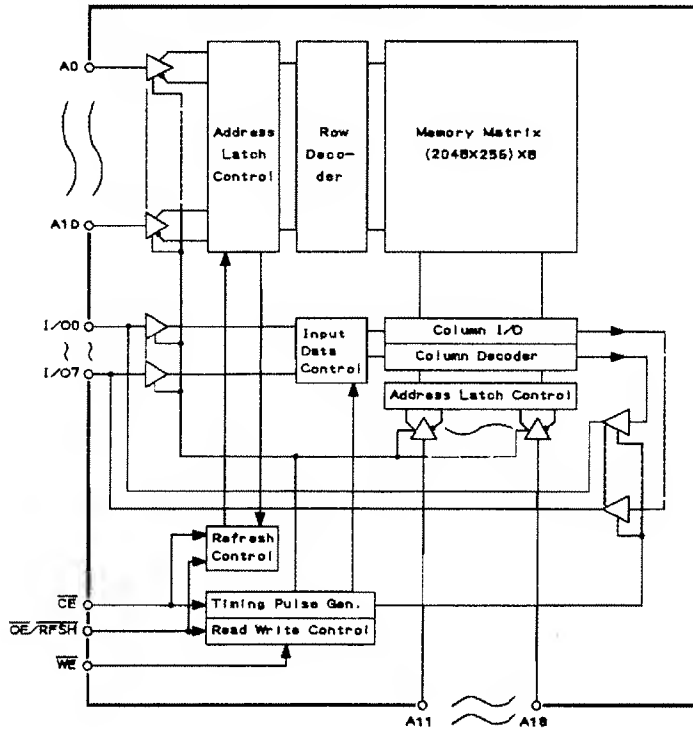 A0
Address
Latch
Control
Row
Deco-
der
Memory Matrix
(2048X256)X8
A10
I/O0
I/O7
Input
Data
Control
Column I/O
Column Decoder
Address Latch Control
Refresh
Control
CE
Timing Pulse Gen.
OE/RFSH
Read Write Control
WE
A11
A18